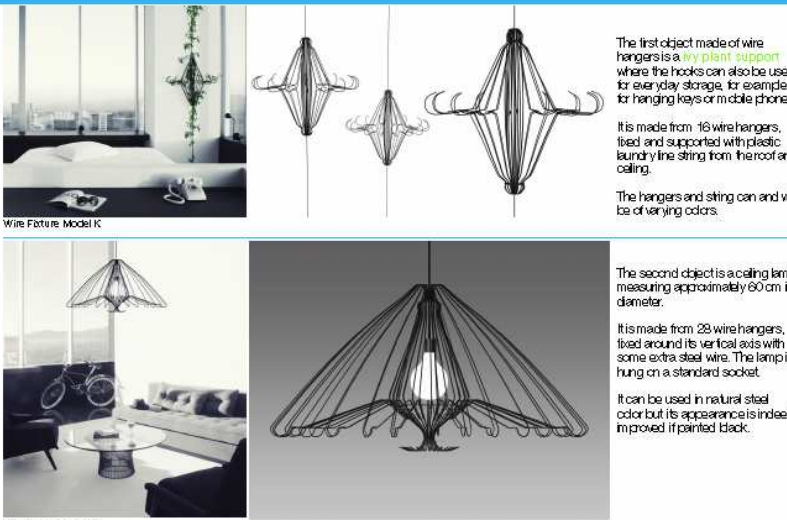 The first object made of wire
hangers is a ivy plant support
where the hooks can also be use
for everyday storage, for example
for hanging keys or mobile phone
It is made from 16 wire hangers,
fixed and supported with plastic
laundry line string from the roof an
ceiling.
The hangers and string can and w
be of varying colors.
Wire Fixture Model K
The second object is a ceiling lam
measuring approximately 60 cm i
diameter.
It is made from 28 wire hangers,
fixed around its vertical axis with
some extra steel wire. The lamp i
hung on a standard socket.
It can be used in natural steel
color but its appearance is indee
improved if painted black.